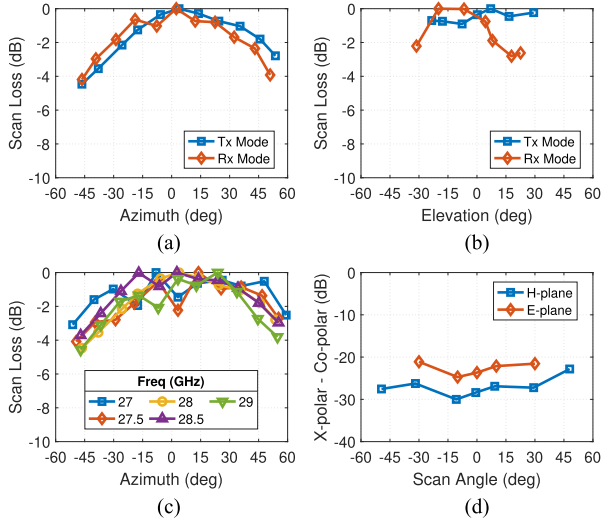 0
-2
-4
-6
-8
-10
Scan Loss (dB)
Tx Mode
Rx Mode
-60 -45 -30 -15 0 15 30 45 60
Azimuth (deg)
(a)
0
-2
-4
-6
-8
-10
Scan Loss (dB)
Tx Mode
Rx Mode
-60 -45 -30 -15 0 15 30 45 60
Elevation (deg)
(b)
0
-2
-4
-6
-8
-10
Scan Loss (dB)
Freq (GHz)
27 28 29
27.5 28.5
-60 -45 -30 -15 0 15 30 45 60
Azimuth (deg)
(c)
0
-10
-20
-30
-40
X-polar - Co-polar (dB)
H-plane
E-plane
-60 -45 -30 -15 0 15 30 45 60
Scan Angle (deg)
(d)